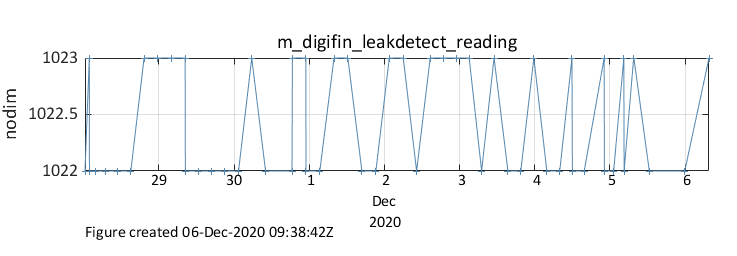 m_digifin_leakdetect_reading
1023
1022.5
1022
nodim
29 30 1 2 3 4 5 6
Dec
2020
Figure created 06-Dec-2020 09:38:42Z